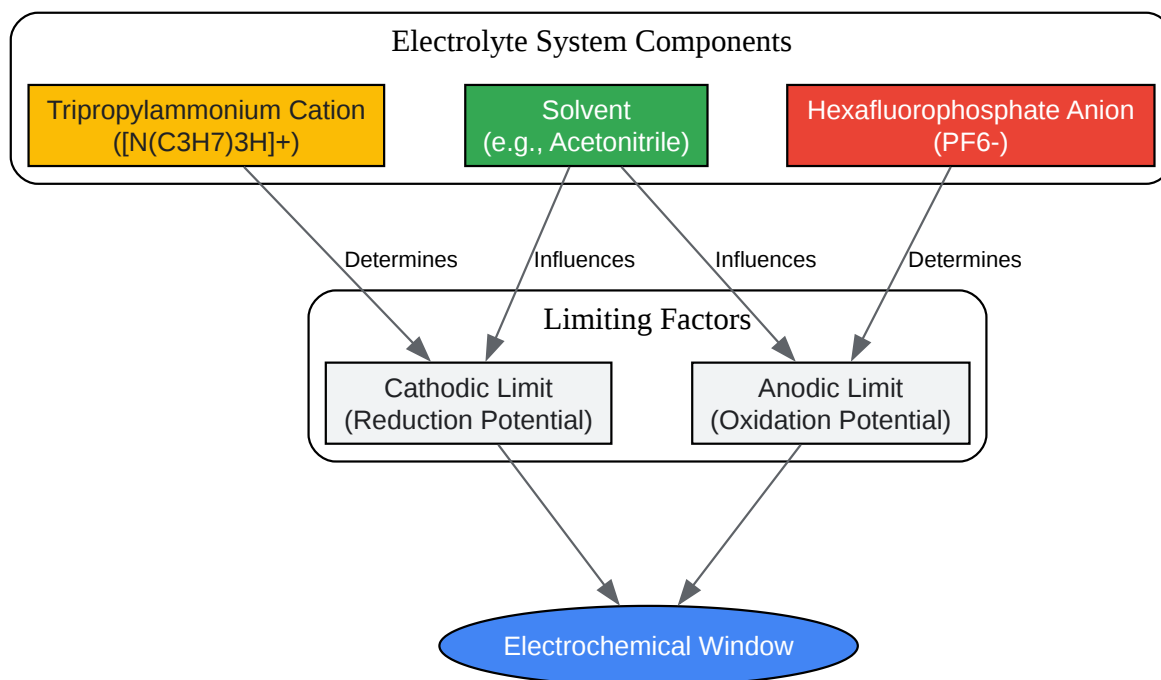 Electrolyte System Components
Tripropylammonium Cation
([N(C3H7)3H]+)
Solvent
(e.g., Acetonitrile)
Hexafluorophosphate Anion
(PF6-)
Determines
Influences
Influences
Determines
Limiting Factors
Cathodic Limit
(Reduction Potential)
Anodic Limit
(Oxidation Potential)
Electrochemical Window